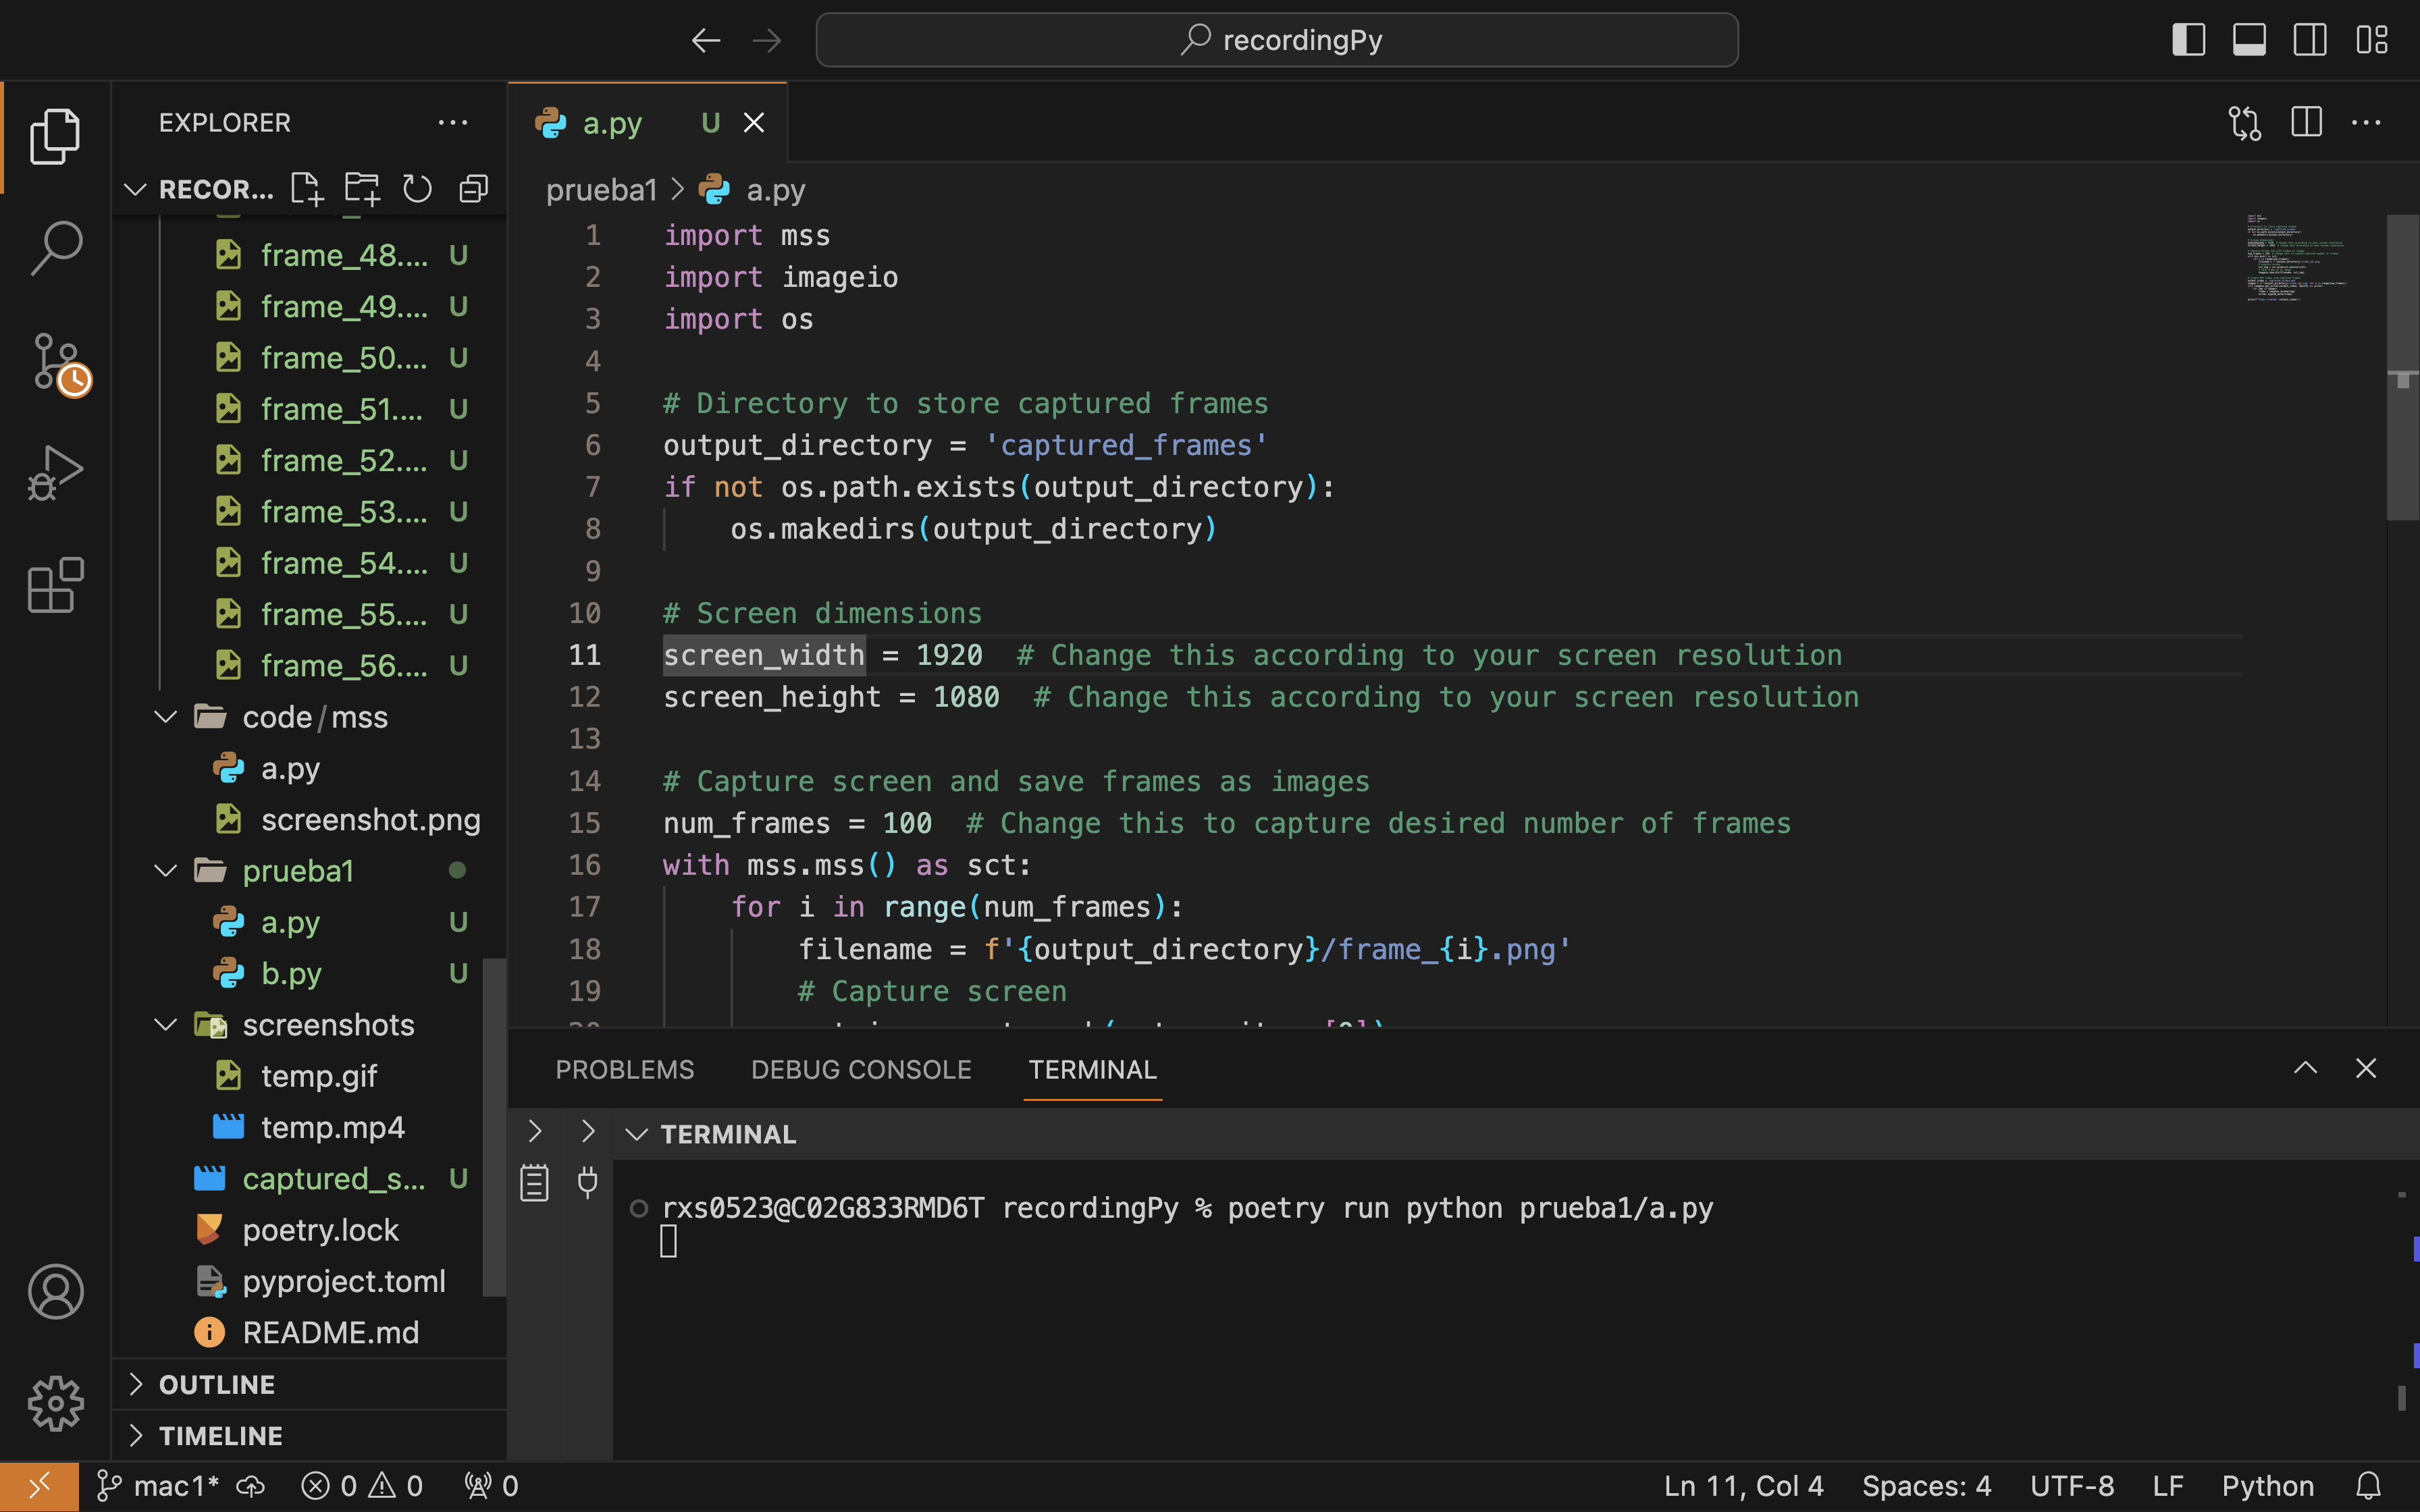 recordingPy
EXPLORER
RECOR...
frame_48.... U
frame_49.... U
frame_50.... U
frame_51.... U
frame_52.... U
frame_53.... U
frame_54.... U
frame_55.... U
frame_56.... U
code/mss
a.py
screenshot.png
prueba1
a.py U
b.py U
screenshots
temp.gif
temp.mp4
captured_s... U
poetry.lock
pyproject.toml
README.md
OUTLINE
TIMELINE
a.py U
prueba1 > a.py
1 import mss
2 import imageio
3 import os
4
5 # Directory to store captured frames
6 output_directory = 'captured_frames'
7 if not os.path.exists(output_directory):
8 os.makedirs(output_directory)
9
10 # Screen dimensions
11 screen_width = 1920 # Change this according to your screen resolution
12 screen_height = 1080 # Change this according to your screen resolution
13
14 # Capture screen and save frames as images
15 num_frames = 100 # Change this to capture desired number of frames
16 with mss.mss() as sct:
17 for i in range(num_frames):
18 filename = f'{output_directory}/frame_{i}.png'
19 # Capture screen
PROBLEMS DEBUG CONSOLE TERMINAL
TERMINAL
rxs0523@C02G833RMD6T recordingPy % poetry run python prueba1/a.py
mac1* 0 0 0 Ln 11, Col 4 Spaces: 4 UTF-8 LF Python